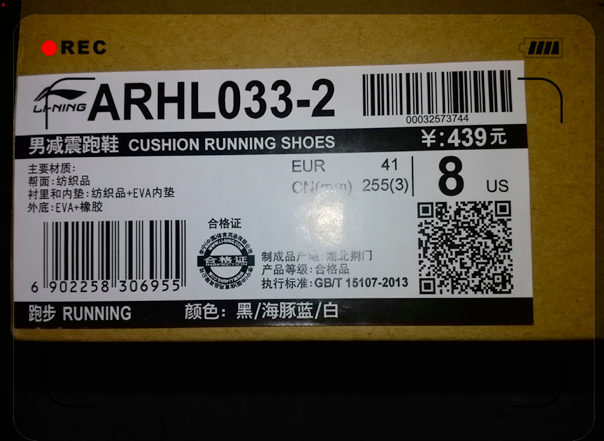 REC
LI-NING
ARHL033-2
00032573744
男减震跑鞋 CUSHION RUNNING SHOES
¥:439元
主要材质:
帮面:纺织品
衬里和内垫:纺织品+EVA内垫
外底:EVA+橡胶
EUR 41
CN(mm) 255(3)
8 US
合格证
合格证
制成品产地:湖北荆门
产品等级:合格品
执行标准:GB/T 15107-2013
6 902258 306955
跑步 RUNNING
颜色: 黑/海豚蓝/白